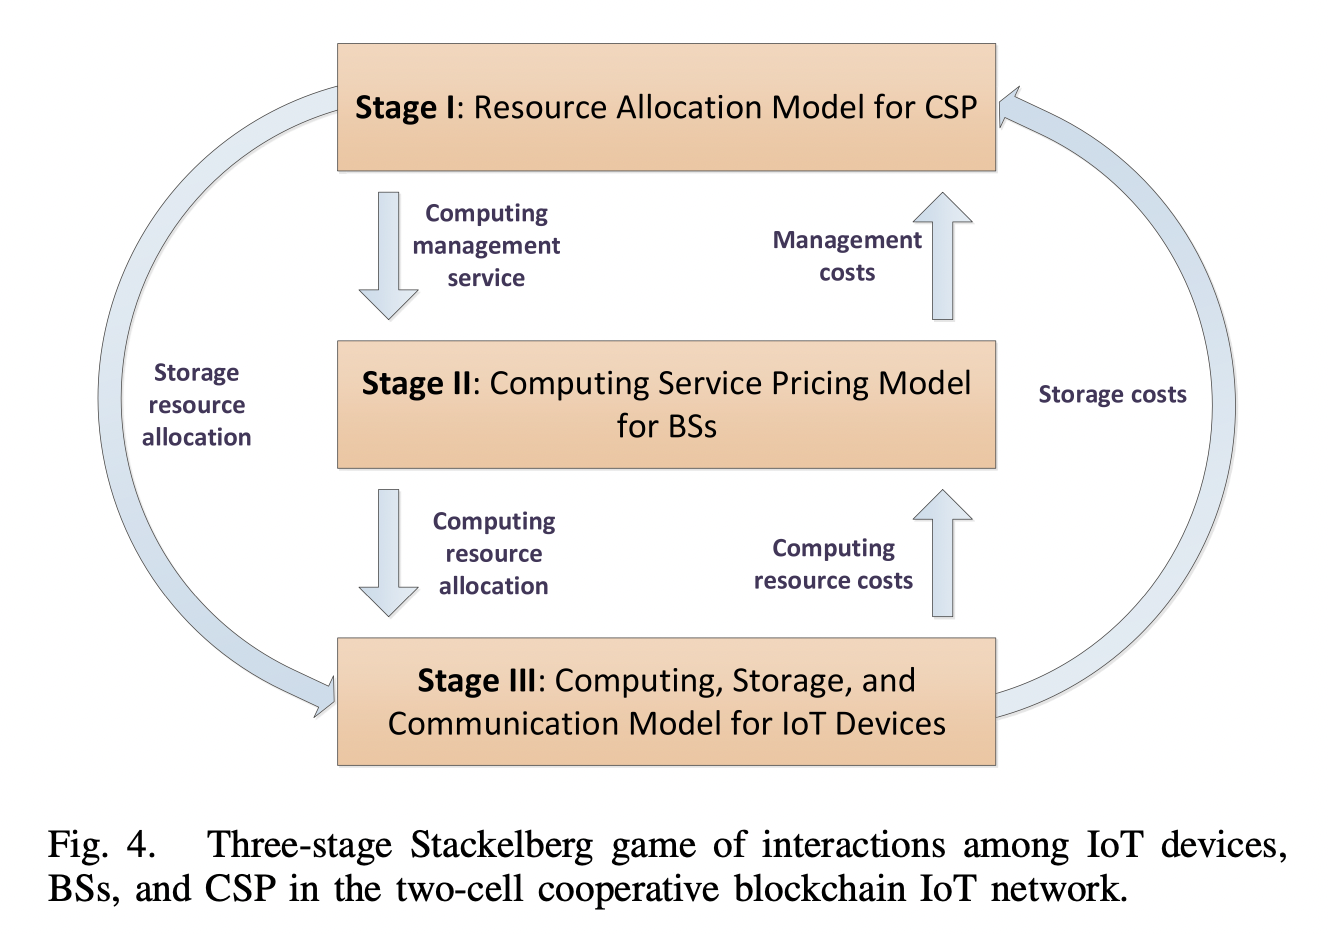 Stage I: Resource Allocation Model for CSP
Computing
management
service
Management
costs
Storage
resource
allocation
Stage II: Computing Service Pricing Model
for BSs
Storage costs
Computing
resource
allocation
Computing
resource costs
Stage III: Computing, Storage, and
Communication Model for IoT Devices
Fig. 4. Three-stage Stackelberg game of interactions among IoT devices,
BSs, and CSP in the two-cell cooperative blockchain IoT network.